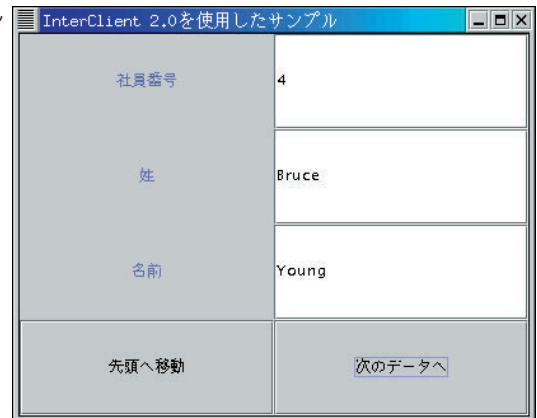 InterClient 2.0を使用したサンプル
社員番号 4
姓 Bruce
名前 Young
先頭へ移動 次のデータへ